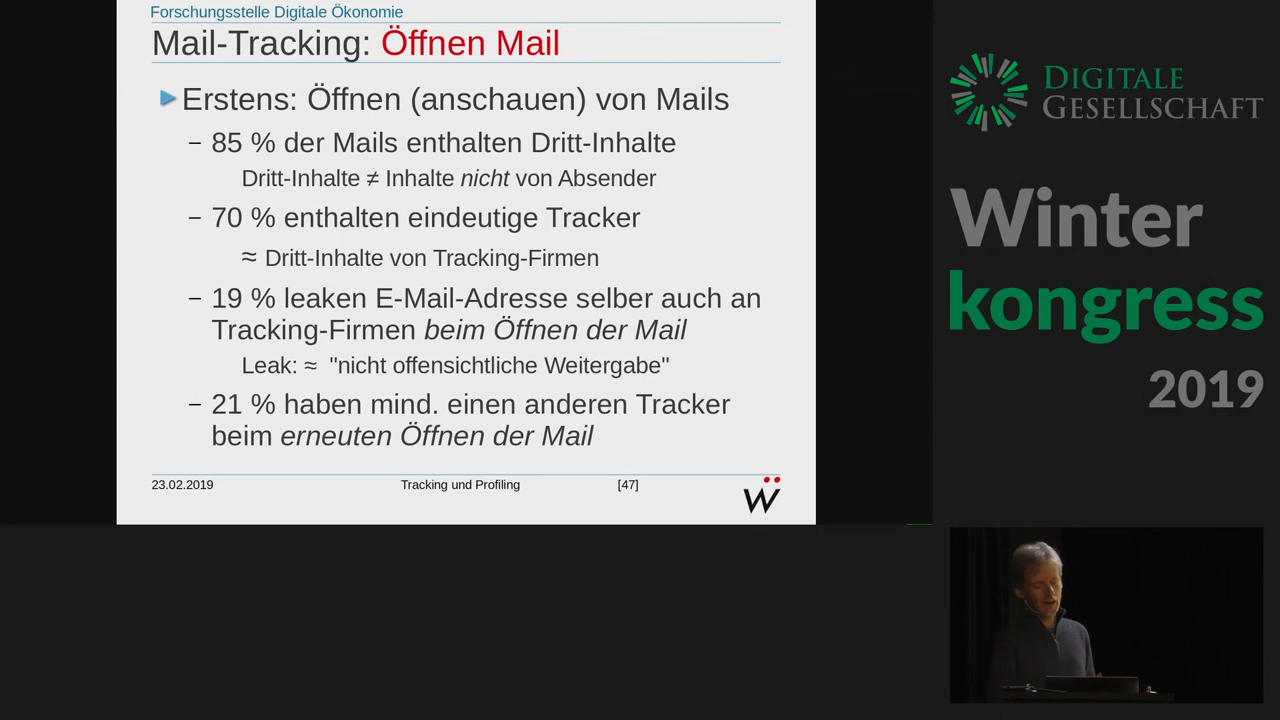 Forschungsstelle Digitale Ökonomie
Mail-Tracking: Öffnen Mail
Erstens: Öffnen (anschauen) von Mails
– 85 % der Mails enthalten Dritt-Inhalte
Dritt-Inhalte ≠ Inhalte nicht von Absender
– 70 % enthalten eindeutige Tracker
≈ Dritt-Inhalte von Tracking-Firmen
– 19 % leaken E-Mail-Adresse selber auch an
Tracking-Firmen beim Öffnen der Mail
Leak: ≈ "nicht offensichtliche Weitergabe"
– 21 % haben mind. einen anderen Tracker
beim erneuten Öffnen der Mail
23.02.2019 Tracking und Profiling [47]
Ẅ
DIGITALE
GESELLSCHAFT
Winter
kongress
2019